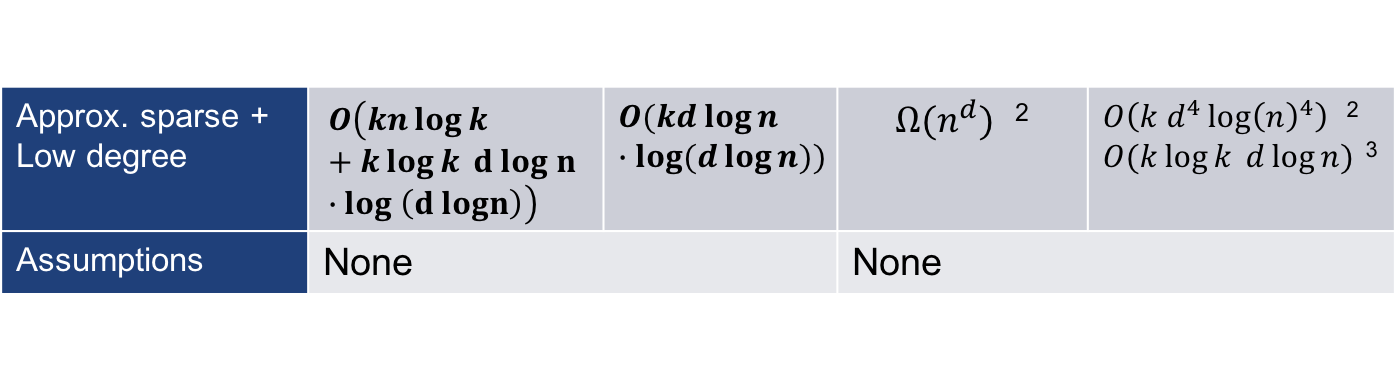 Approx. sparse +
Low degree
O(kn log k
+ k log k d log n
· log (d logn))
O(kd log n
· log(d log n))
Ω(n^d) 2
O(k d^4 log(n)^4) 2
O(k log k d log n) 3
Assumptions
None
None